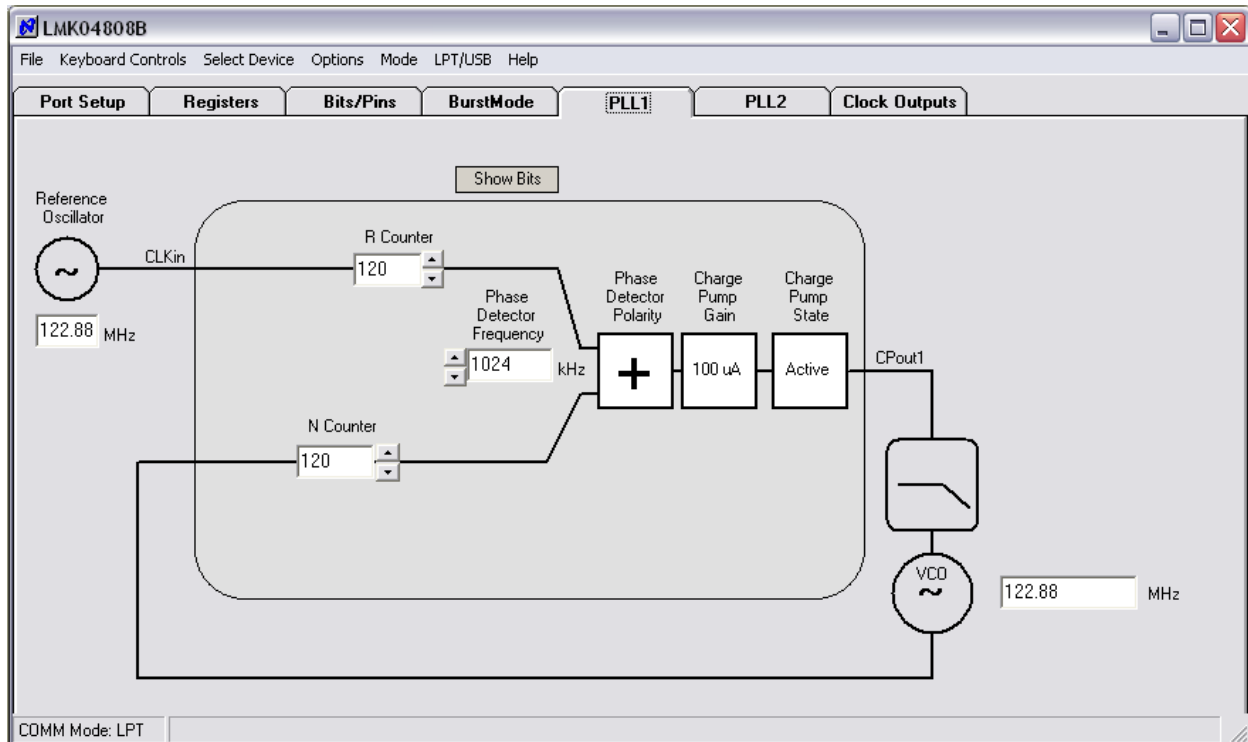 LMK04808B
File Keyboard Controls Select Device Options Mode LPT/USB Help
Port Setup Registers Bits/Pins BurstMode PLL1 PLL2 Clock Outputs
Show Bits
Reference
Oscillator
CLKin
122.88 MHz
R Counter
120
Phase
Detector
Frequency
1024 kHz
Phase
Detector
Polarity
+
Charge
Pump
Gain
100 uA
Charge
Pump
State
Active
CPout1
N Counter
120
VCO
122.88 MHz
COMM Mode: LPT